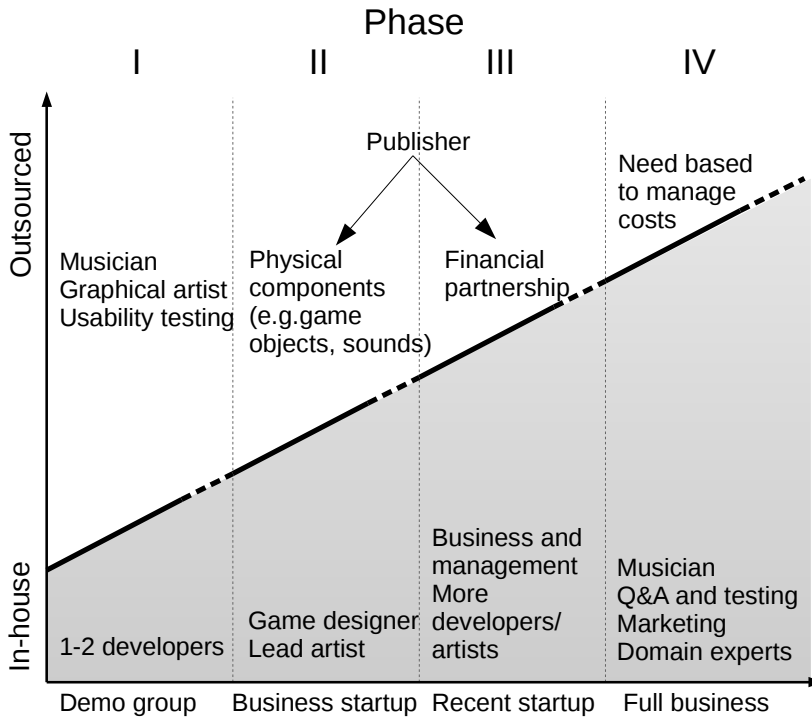 Phase
I
II
III
IV
Outsourced
In-house
Publisher
Musician
Graphical artist
Usability testing
Physical
components
(e.g.game
objects, sounds)
Financial
partnership
Need based
to manage
costs
1-2 developers
Game designer
Lead artist
Business and
management
More
developers/
artists
Musician
Q&A and testing
Marketing
Domain experts
Demo group
Business startup
Recent startup
Full business